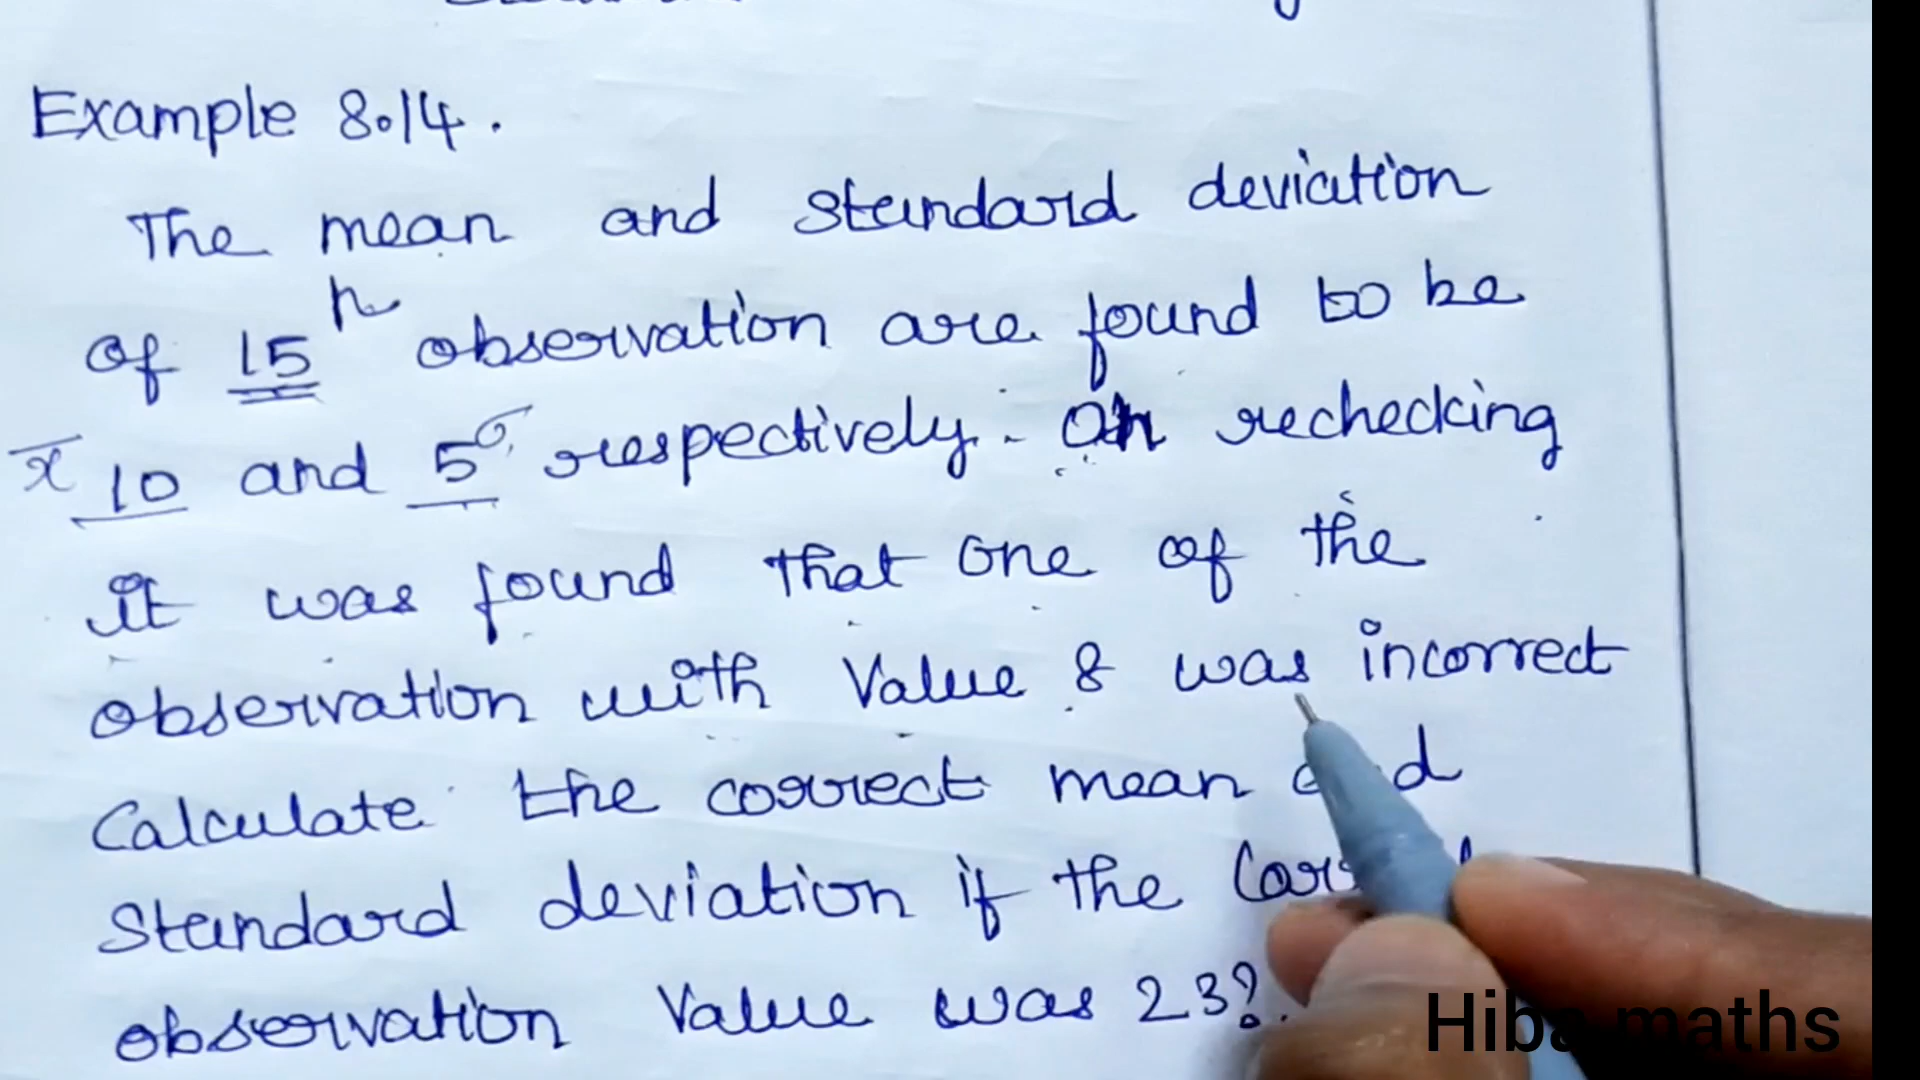 Example 8.14.
The mean and standard deviation
of 15 n observation are found to be
x̄ 10 and 5 σ respectively. On rechecking
it was found that one of the
observation with value 8 was incorrect
Calculate the correct mean and
standard deviation if the
observation value was 23?.
Hiba maths